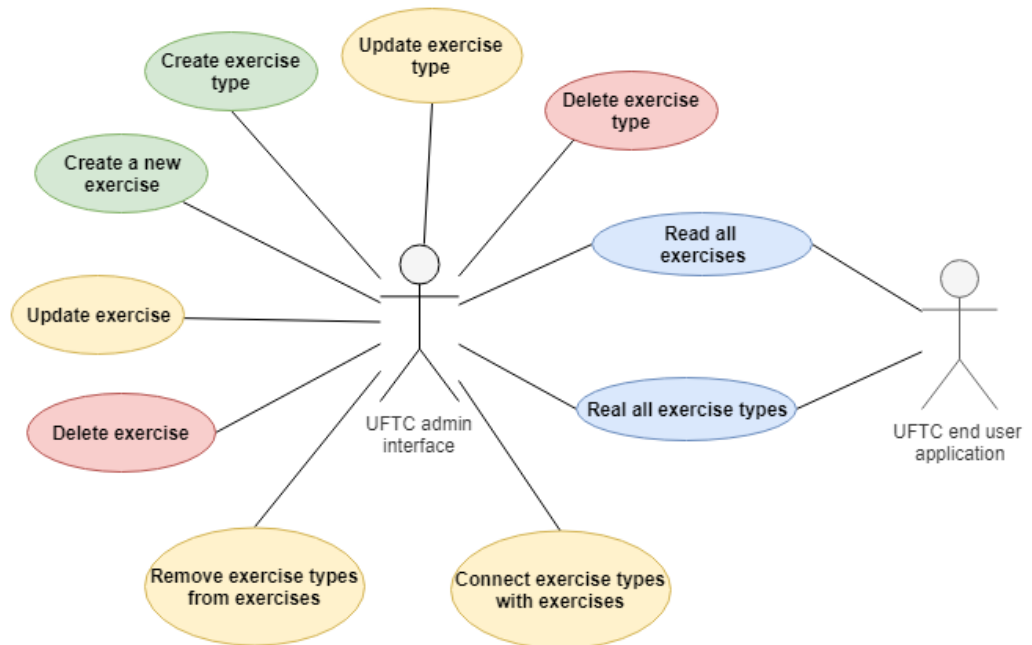 Update exercise
type
Create exercise
type
Delete exercise
type
Create a new
exercise
Read all
exercises
Update exercise
Real all exercise types
UFTC admin
interface
Delete exercise
UFTC end user
application
Remove exercise types
from exercises
Connect exercise types
with exercises